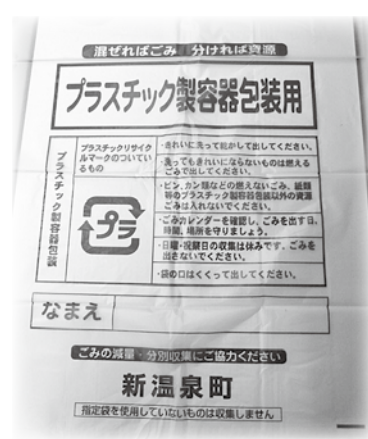 混ぜればごみ 分ければ資源
プラスチック製容器包装用
プラスチック製容器包装
プラスチックリサイク
ルマークのついてい
るもの
プラ
・きれいに洗って乾かして出してください。
・洗ってもきれいにならないものは燃える
ごみで出してください。
・ビン、カン類などの燃えないごみ、紙類
等のプラスチック製容器包装以外の資源
ごみは入れないでください。
・ごみカレンダーを確認し、ごみを出す日、
時間、場所を守りましょう。
・日曜・祝祭日の収集は休みです。ごみを
出さないでください。
・袋の口はくくって出してください。
なまえ
ごみの減量・分別収集にご協力ください
新温泉町
指定袋を使用していないものは収集しません